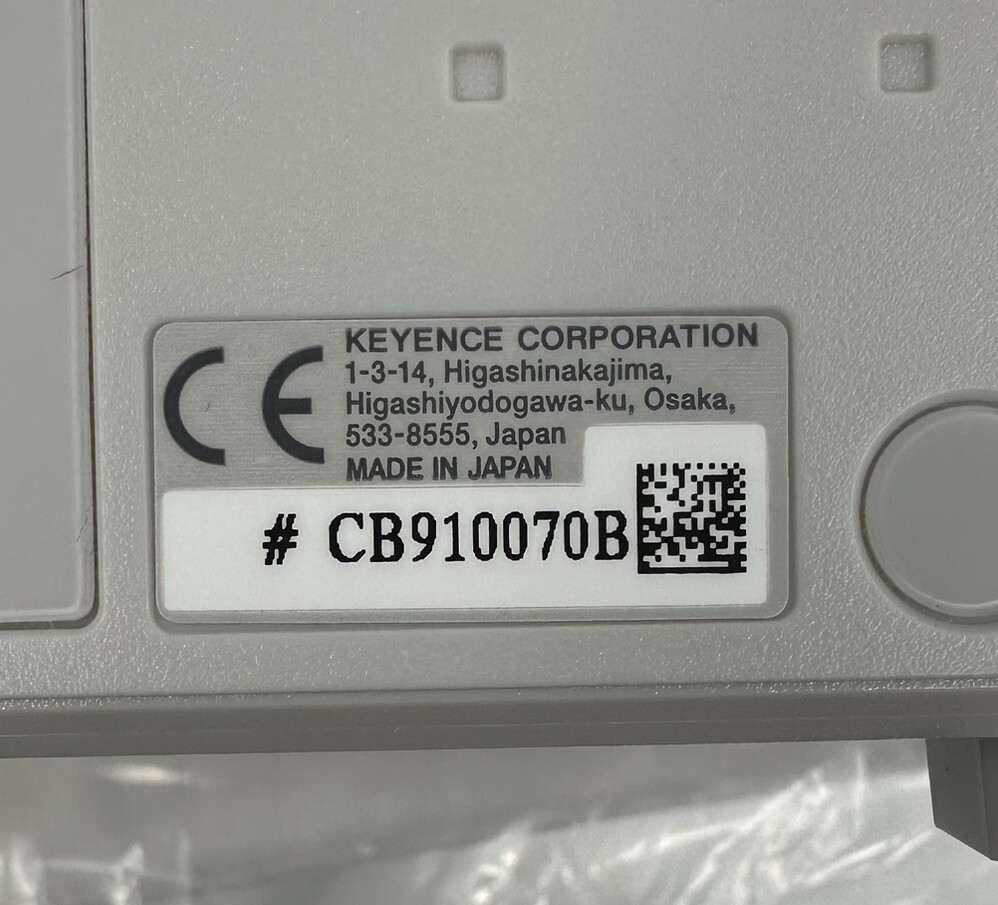 CE
KEYENCE CORPORATION
1-3-14, Higashinakajima,
Higashiyodogawa-ku, Osaka,
533-8555, Japan
MADE IN JAPAN
# CB910070B